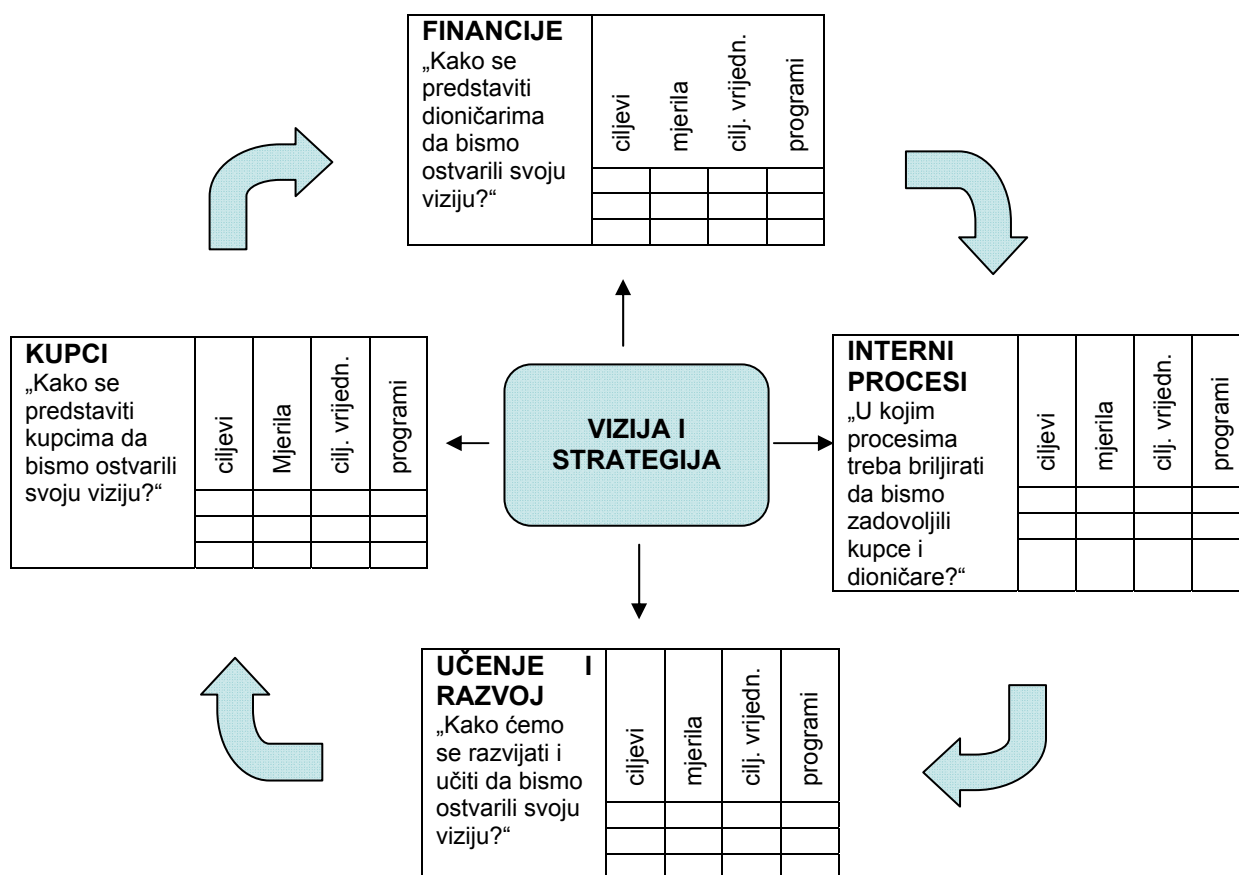 FINANCIJE
„Kako se
predstaviti
dioničarima
da bismo
ostvarili svoju
viziju?“
ciljevi
mjerila
cilj. vrijedn.
programi
KUPCI
„Kako se
predstaviti
kupcima da
bismo ostvarili
svoju viziju?“
ciljevi
Mjerila
cilj. vrijedn.
programi
VIZIJA I
STRATEGIJA
INTERNI
PROCESI
„U kojim
procesima
treba briljirati
da bismo
zadovoljili
kupce i
dioničare?“
ciljevi
mjerila
cilj. vrijedn.
programi
UČENJE I
RAZVOJ
„Kako ćemo
se razvijati i
učiti da bismo
ostvarili svoju
viziju?“
ciljevi
mjerila
cilj. vrijedn.
programi